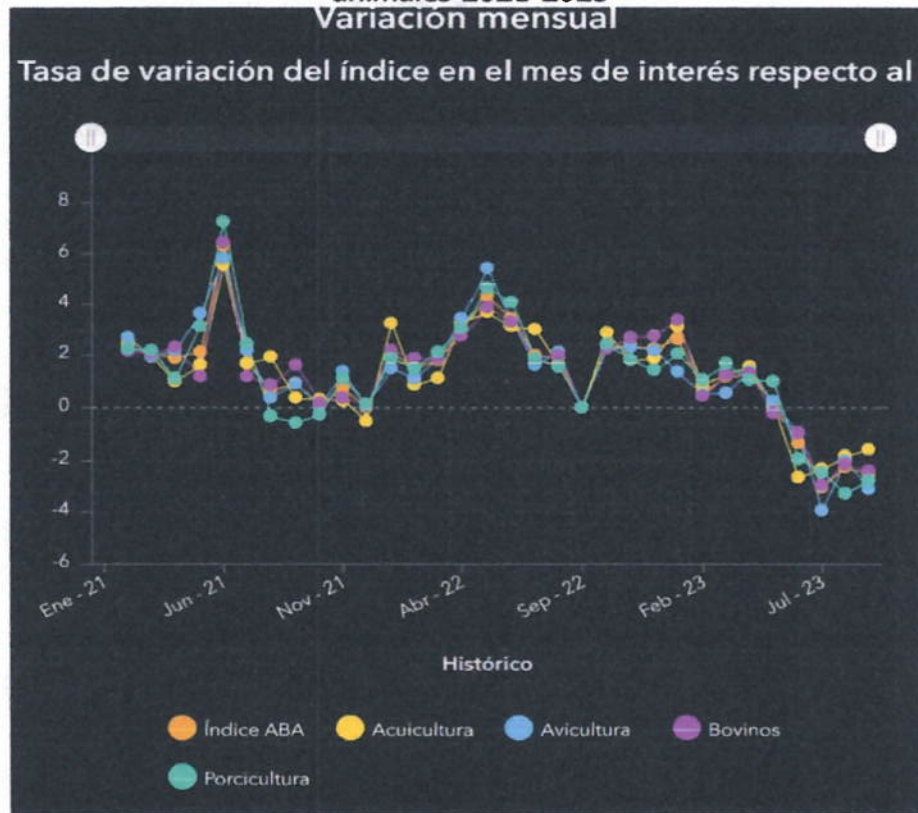 Variación mensual
Tasa de variación del índice en el mes de interés respecto al
8
6
4
2
0
-2
-4
-6
Ene - 21
Jun - 21
Nov - 21
Abr - 22
Sep - 22
Feb - 23
Jul - 23
Histórico
Índice ABA
Acuicultura
Avicultura
Bovinos
Porcicultura